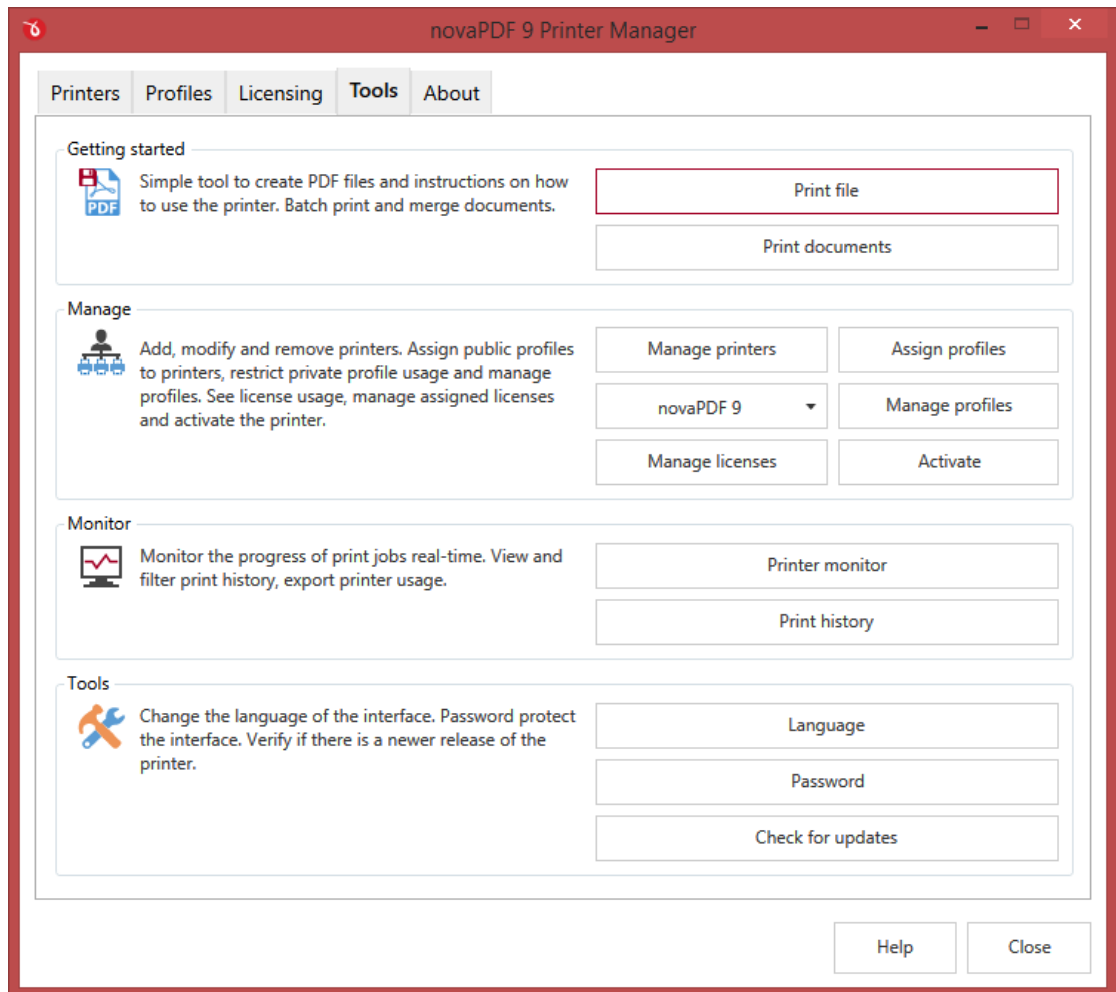 novaPDF 9 Printer Manager
Printers Profiles Licensing Tools About
Getting started
PDF
Simple tool to create PDF files and instructions on how
to use the printer. Batch print and merge documents.
Print file
Print documents
Manage
Add, modify and remove printers. Assign public profiles
to printers, restrict private profile usage and manage
profiles. See license usage, manage assigned licenses
and activate the printer.
Manage printers Assign profiles
novaPDF 9 Manage profiles
Manage licenses Activate
Monitor
Monitor the progress of print jobs real-time. View and
filter print history, export printer usage.
Printer monitor
Print history
Tools
Change the language of the interface. Password protect
the interface. Verify if there is a newer release of the
printer.
Language
Password
Check for updates
Help Close